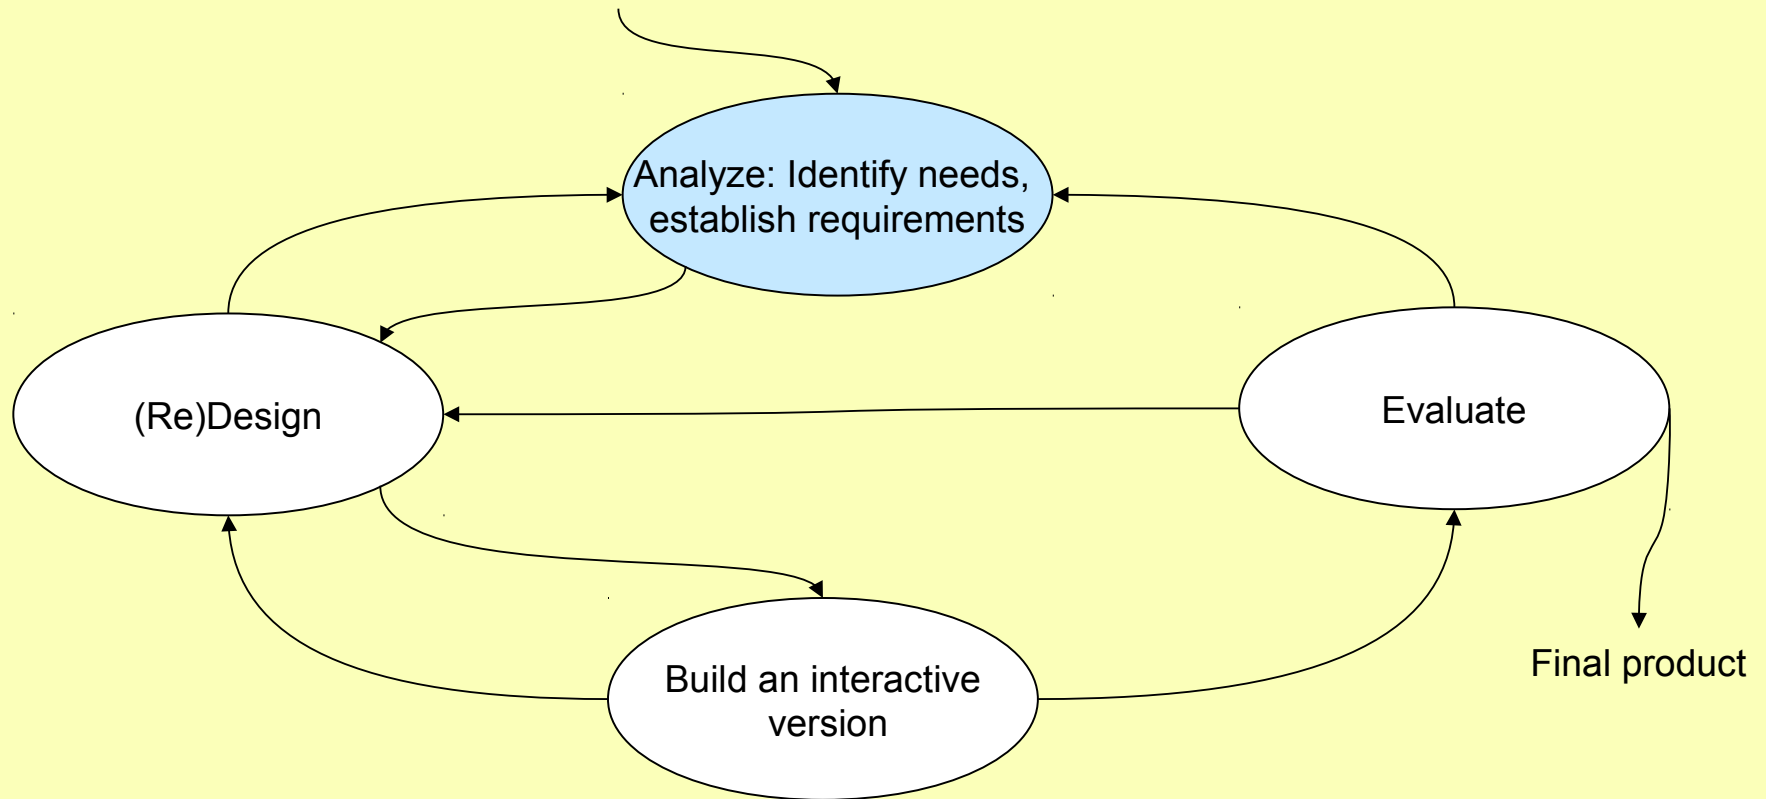 Analyze: Identify needs,
establish requirements
(Re)Design
Evaluate
Build an interactive
version
Final product